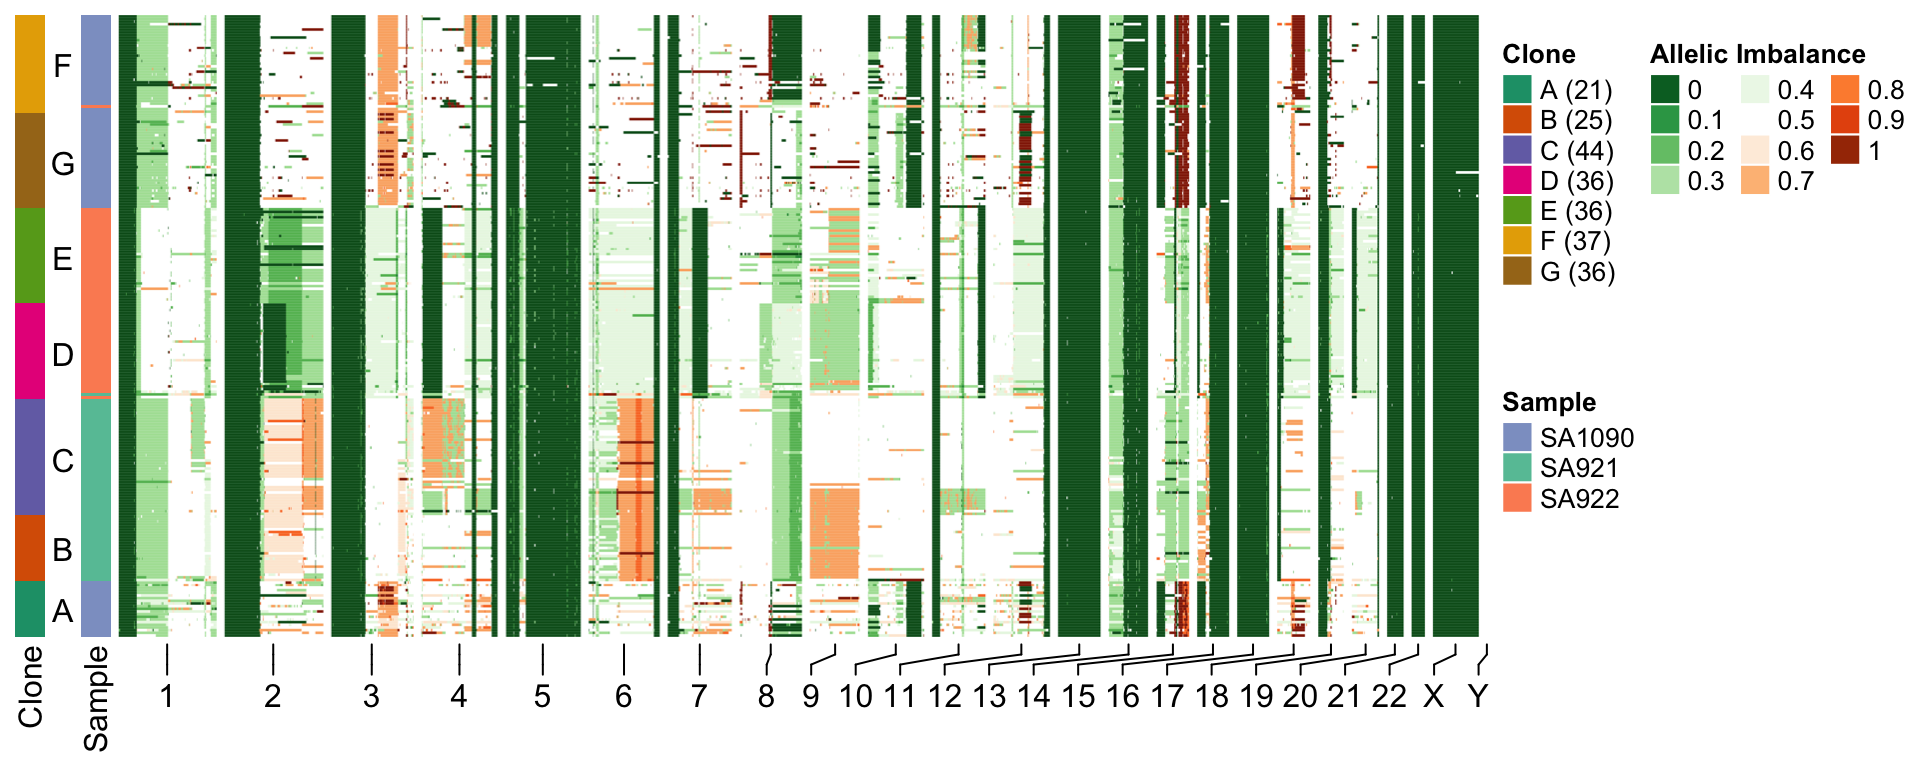 F
G
E
D
C
B
A
Clone
Sample
1 2 3 4 5 6 7 8 9 10 11 12 13 14 15 16 17 18 19 20 21 22 X Y
Clone
A (21)
B (25)
C (44)
D (36)
E (36)
F (37)
G (36)
Allelic Imbalance
0 0.4 0.8
0.1 0.5 0.9
0.2 0.6 1
0.3 0.7
Sample
SA1090
SA921
SA922